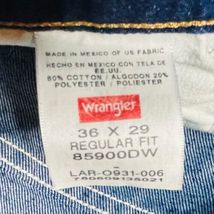 MADE IN MEXICO OF US FABRIC
HECHO EN MEXICO CON TELA DE
EE.UU.
80% COTTON / ALGODON 20%
POLYESTER / POLIESTER
Wrangler
36 X 29
REGULAR FIT
85900DW
LAR-O931-006